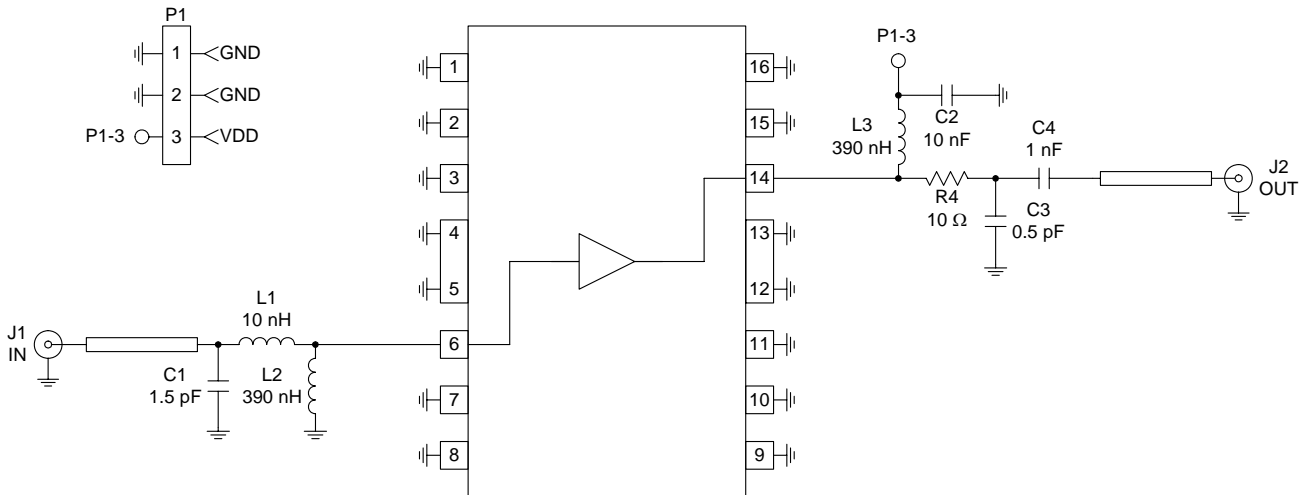 P1
1 GND
2 GND
P1-3 3 VDD
1
2
3
4
5
6
7
8
16
15
14
13
12
11
10
9
J1
IN
C1
1.5 pF
L1
10 nH
L2
390 nH
P1-3
L3
390 nH
C2
10 nF
R4
10 Ω
C4
1 nF
C3
0.5 pF
J2
OUT